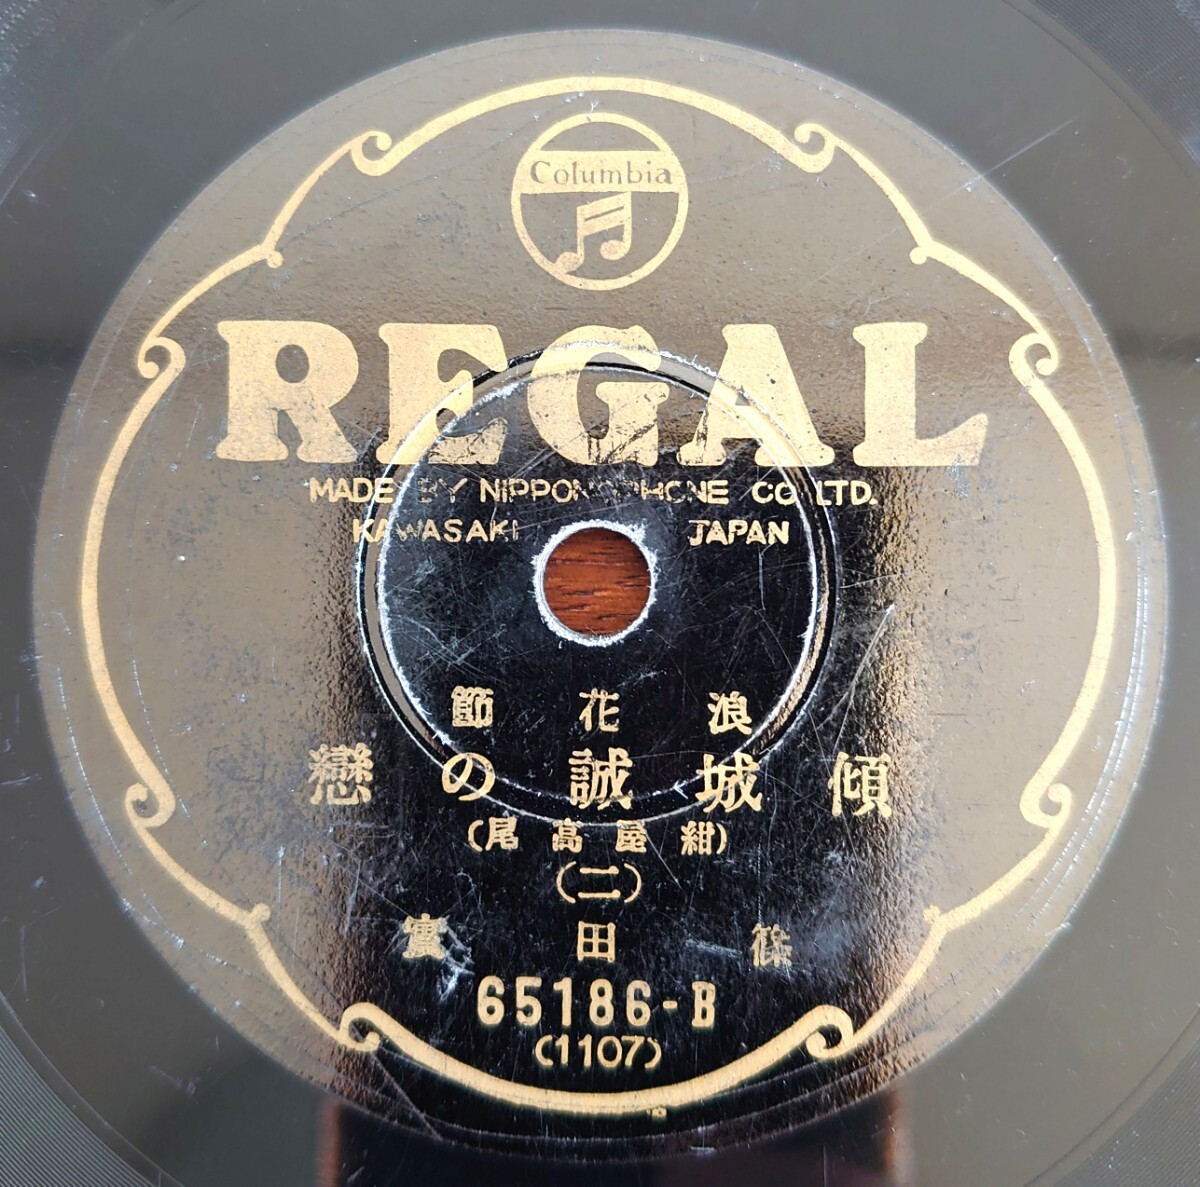 Columbia
REGAL
MADE BY NIPPONOPHONE CO. LTD.
KAWASAKI JAPAN
浪花節
傾城誠の戀
(紺屋高尾)
(二)
篠田實
65186-B
(1107)